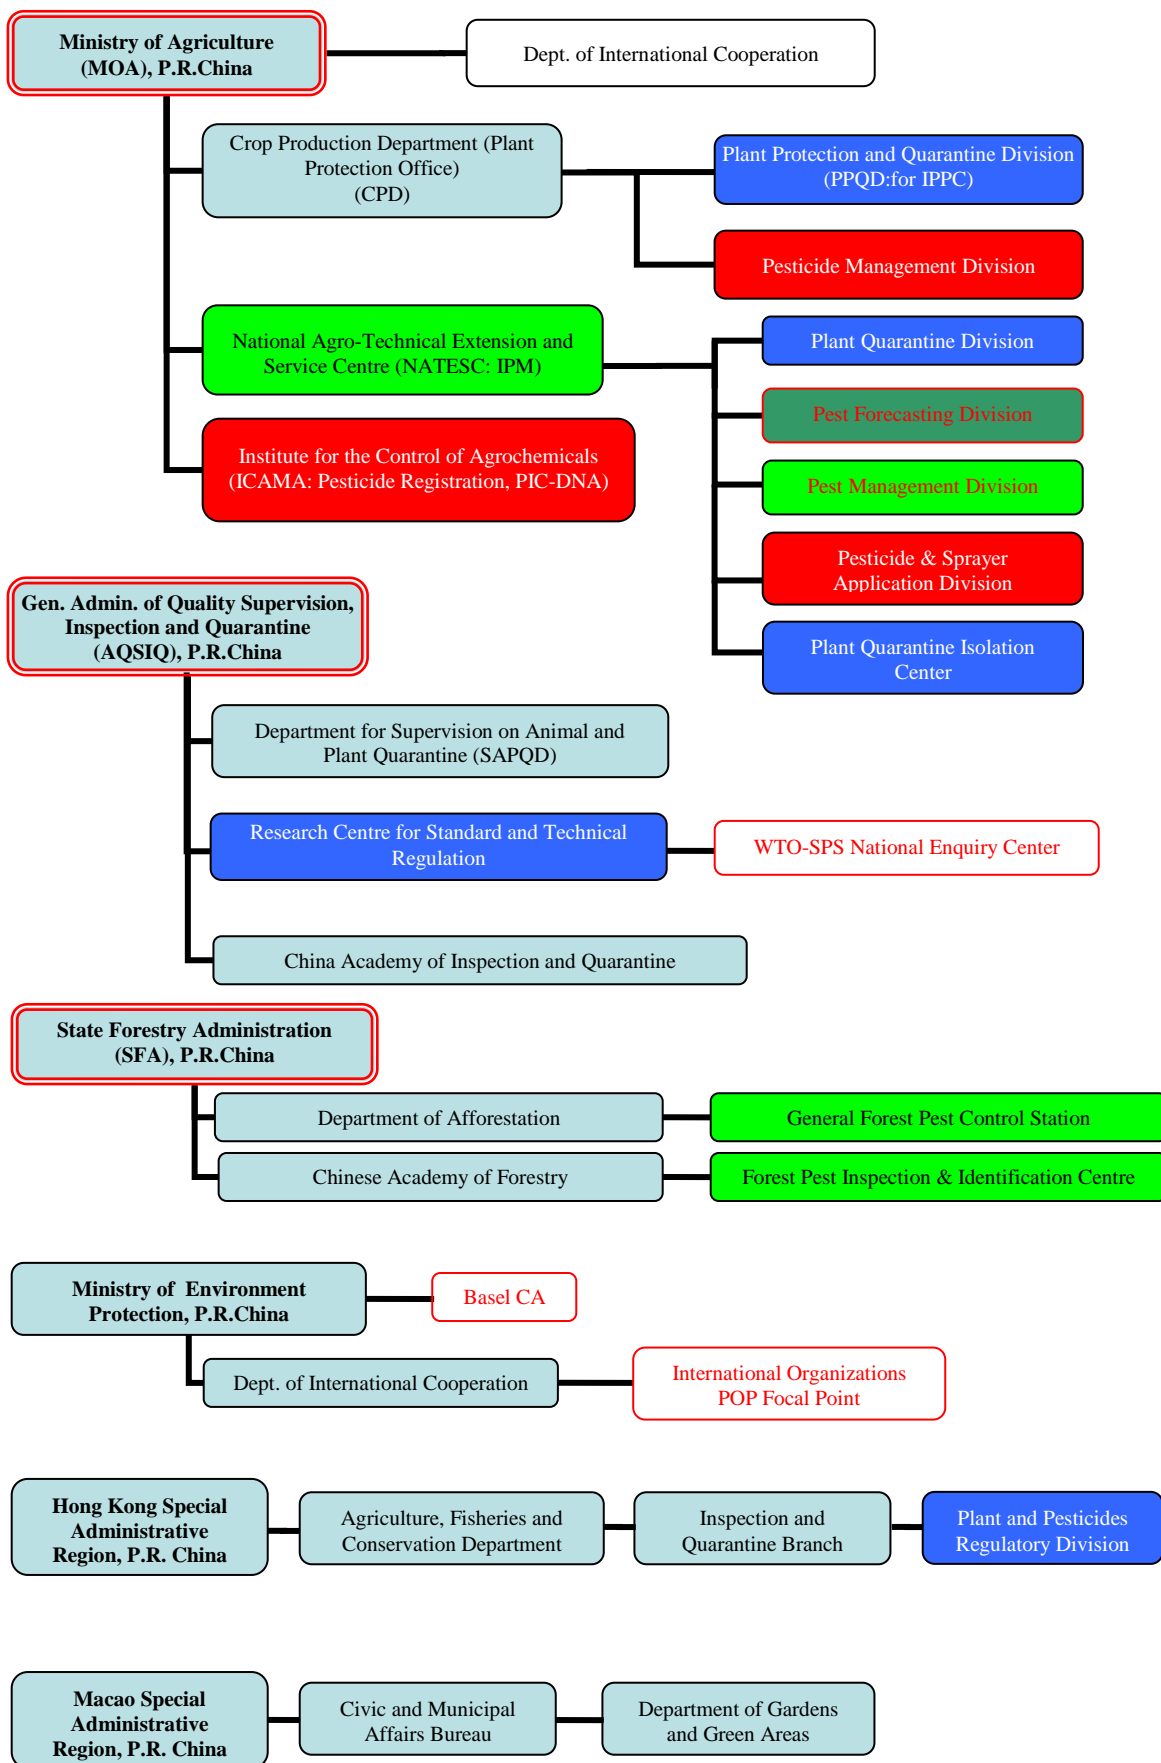 Ministry of Agriculture
(MOA), P.R.China
Dept. of International Cooperation
Crop Production Department (Plant
Protection Office)
(CPD)
Plant Protection and Quarantine Division
(PPQD:for IPPC)
Pesticide Management Division
National Agro-Technical Extension and
Service Centre (NATESC: IPM)
Plant Quarantine Division
Pest Forecasting Division
Institute for the Control of Agrochemicals
(ICAMA: Pesticide Registration, PIC-DNA)
Pest Management Division
Pesticide & Sprayer
Application Division
Plant Quarantine Isolation
Center
Gen. Admin. of Quality Supervision,
Inspection and Quarantine
(AQSIQ), P.R.China
Department for Supervision on Animal and
Plant Quarantine (SAPQD)
Research Centre for Standard and Technical
Regulation
WTO-SPS National Enquiry Center
China Academy of Inspection and Quarantine
State Forestry Administration
(SFA), P.R.China
Department of Afforestation
General Forest Pest Control Station
Chinese Academy of Forestry
Forest Pest Inspection & Identification Centre
Ministry of  Environment
Protection, P.R.China
Basel CA
Dept. of International Cooperation
International Organizations
POP Focal Point
Hong Kong Special
Administrative
Region, P.R. China
Agriculture, Fisheries and
Conservation Department
Inspection and
Quarantine Branch
Plant and Pesticides
Regulatory Division
Macao Special
Administrative
Region, P.R. China
Civic and Municipal
Affairs Bureau
Department of Gardens
and Green Areas